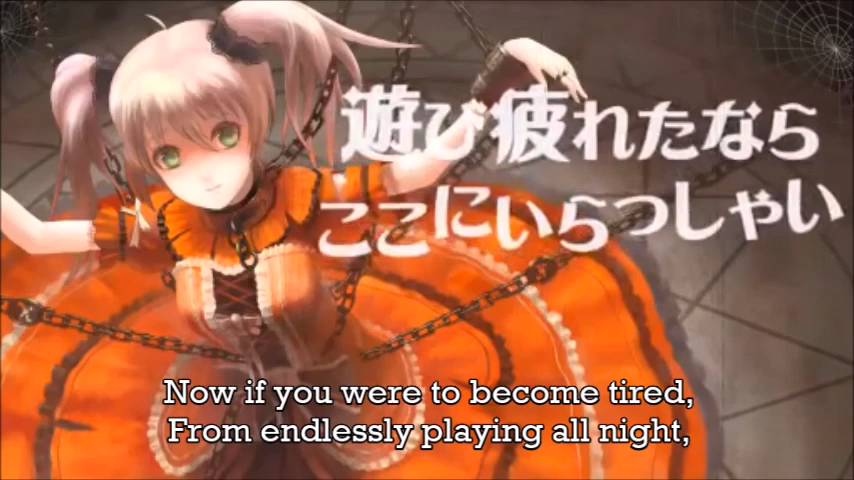 遊び疲れたなら
ここにいらっしゃい
Now if you were to become tired,
From endlessly playing all night,